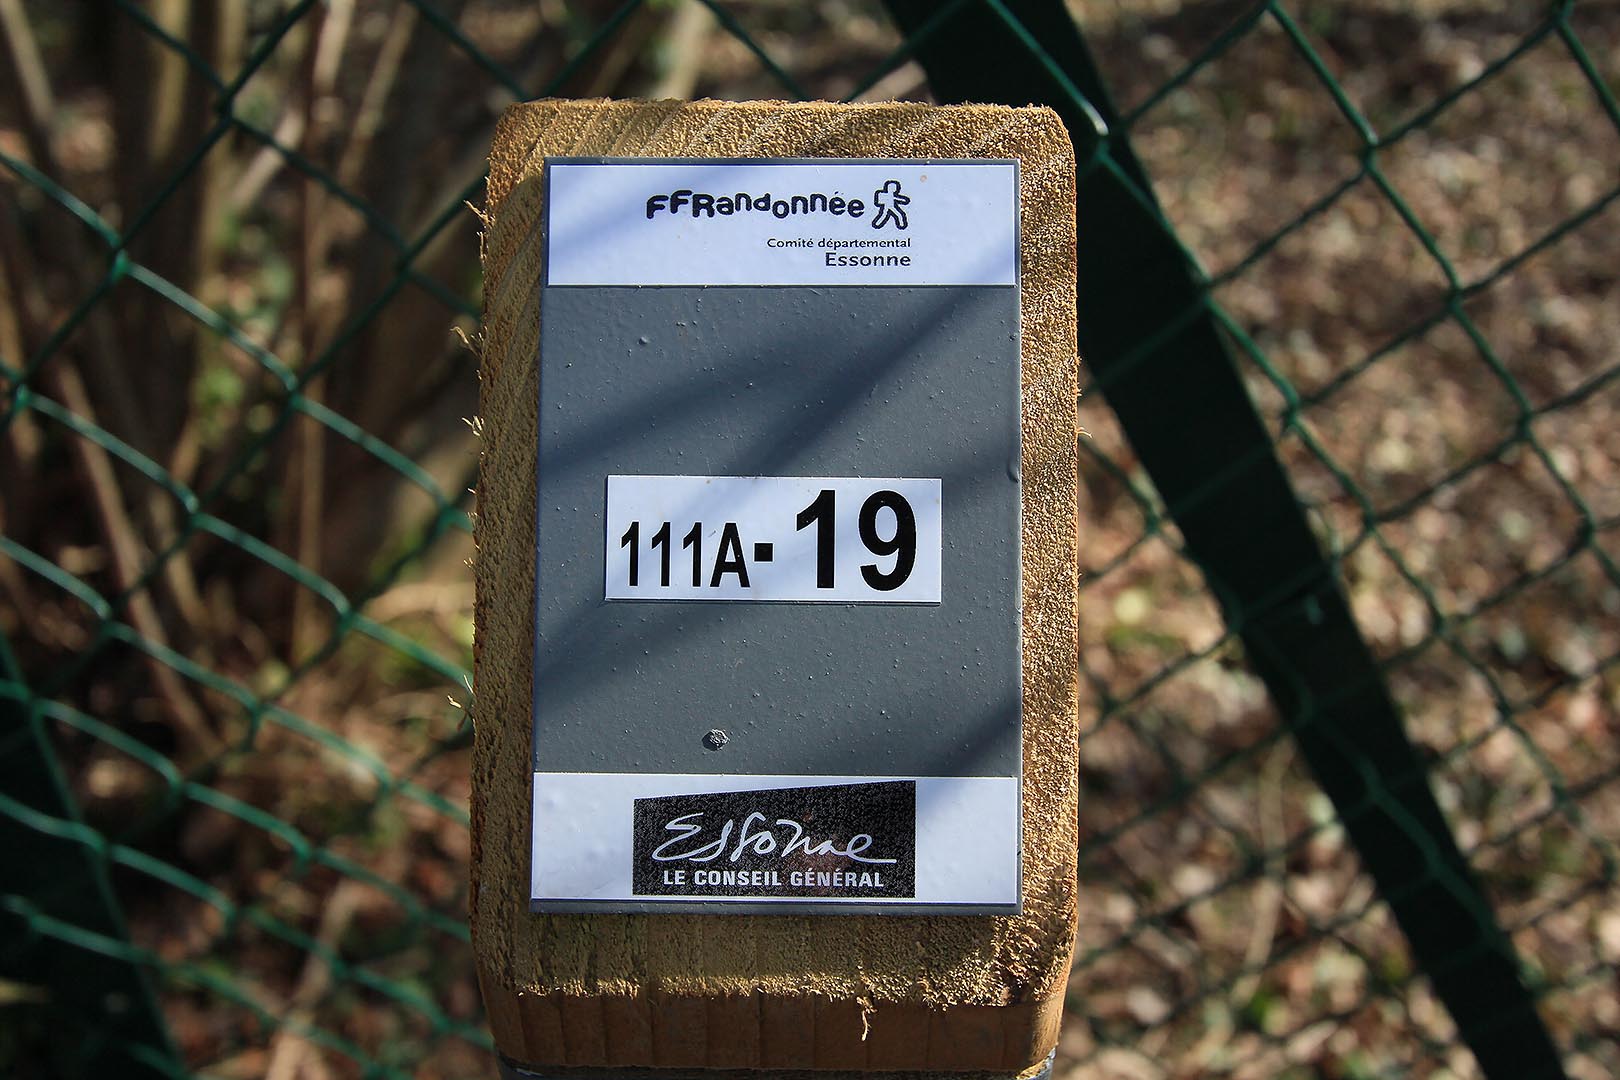 FFRandonnée
Comité départemental
Essonne
111A-19
Essonne
LE CONSEIL GÉNÉRAL